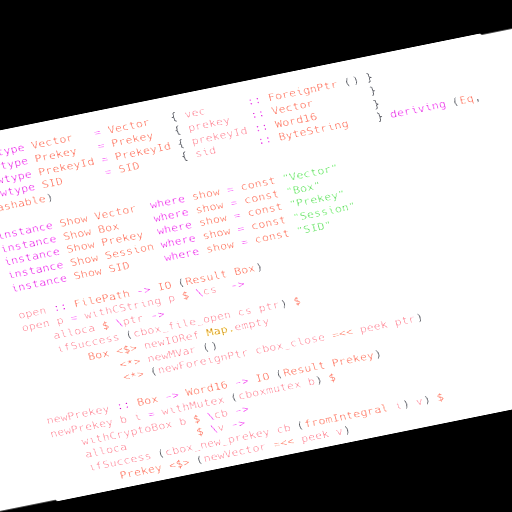 type Vector   = Vector   { vec      :: ForeignPtr () }
wtype Prekey   = Prekey   { prekey   :: Vector        }
wtype PrekeyId = PrekeyId { prekeyId :: Word16        }
wtype SID      = SID      { sid      :: ByteString    } deriving (Eq,
ashable)
instance Show Vector  where show = const "Vector"
instance Show Box     where show = const "Box"
instance Show Prekey  where show = const "Prekey"
instance Show Session where show = const "Session"
instance Show SID     where show = const "SID"
open :: FilePath -> IO (Result Box)
open p = withCString p $ \cs  ->
    alloca $ \ptr ->
    ifSuccess (cbox_file_open cs ptr) $
        Box <$> newIORef Map.empty
            <*> newMVar ()
            <*> (newForeignPtr cbox_close =<< peek ptr)
newPrekey :: Box -> Word16 -> IO (Result Prekey)
newPrekey b i = withMutex (cboxmutex b) $
    withCryptoBox b $ \cb ->
    alloca          $ \v ->
    ifSuccess (cbox_new_prekey cb (fromIntegral i) v) $
        Prekey <$> (newVector =<< peek v)